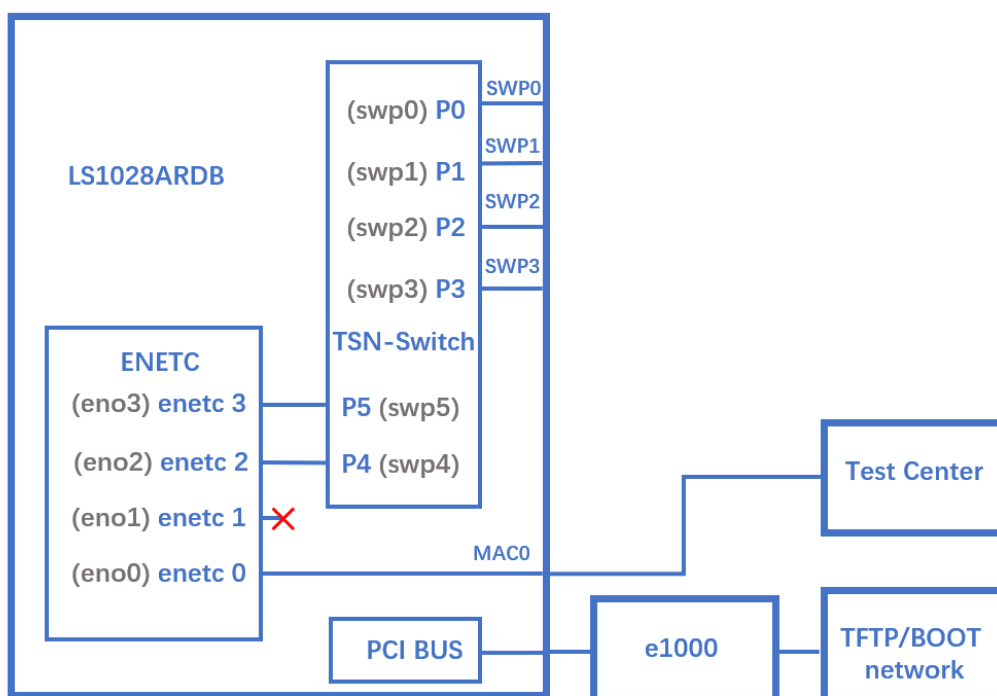 SWP0
(swp0) P0
SWP1
(swp1) P1
LS1028ARDB
SWP2
(swp2) P2
SWP3
(swp3) P3
TSN-Switch
ENETC
(eno3) enetc 3
P5 (swp5)
(eno2) enetc 2
P4 (swp4)
Test Center
(eno1) enetc 1
MAC0
(eno0) enetc 0
PCI BUS
e1000
TFTP/BOOT
network